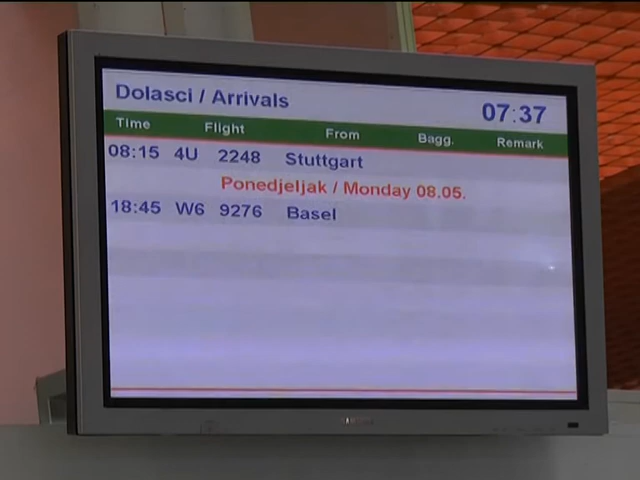 Dolasci / Arrivals 07:37
Time Flight From Bagg. Remark
08:15 4U 2248 Stuttgart
Ponedjeljak / Monday 08.05.
18:45 W6 9276 Basel